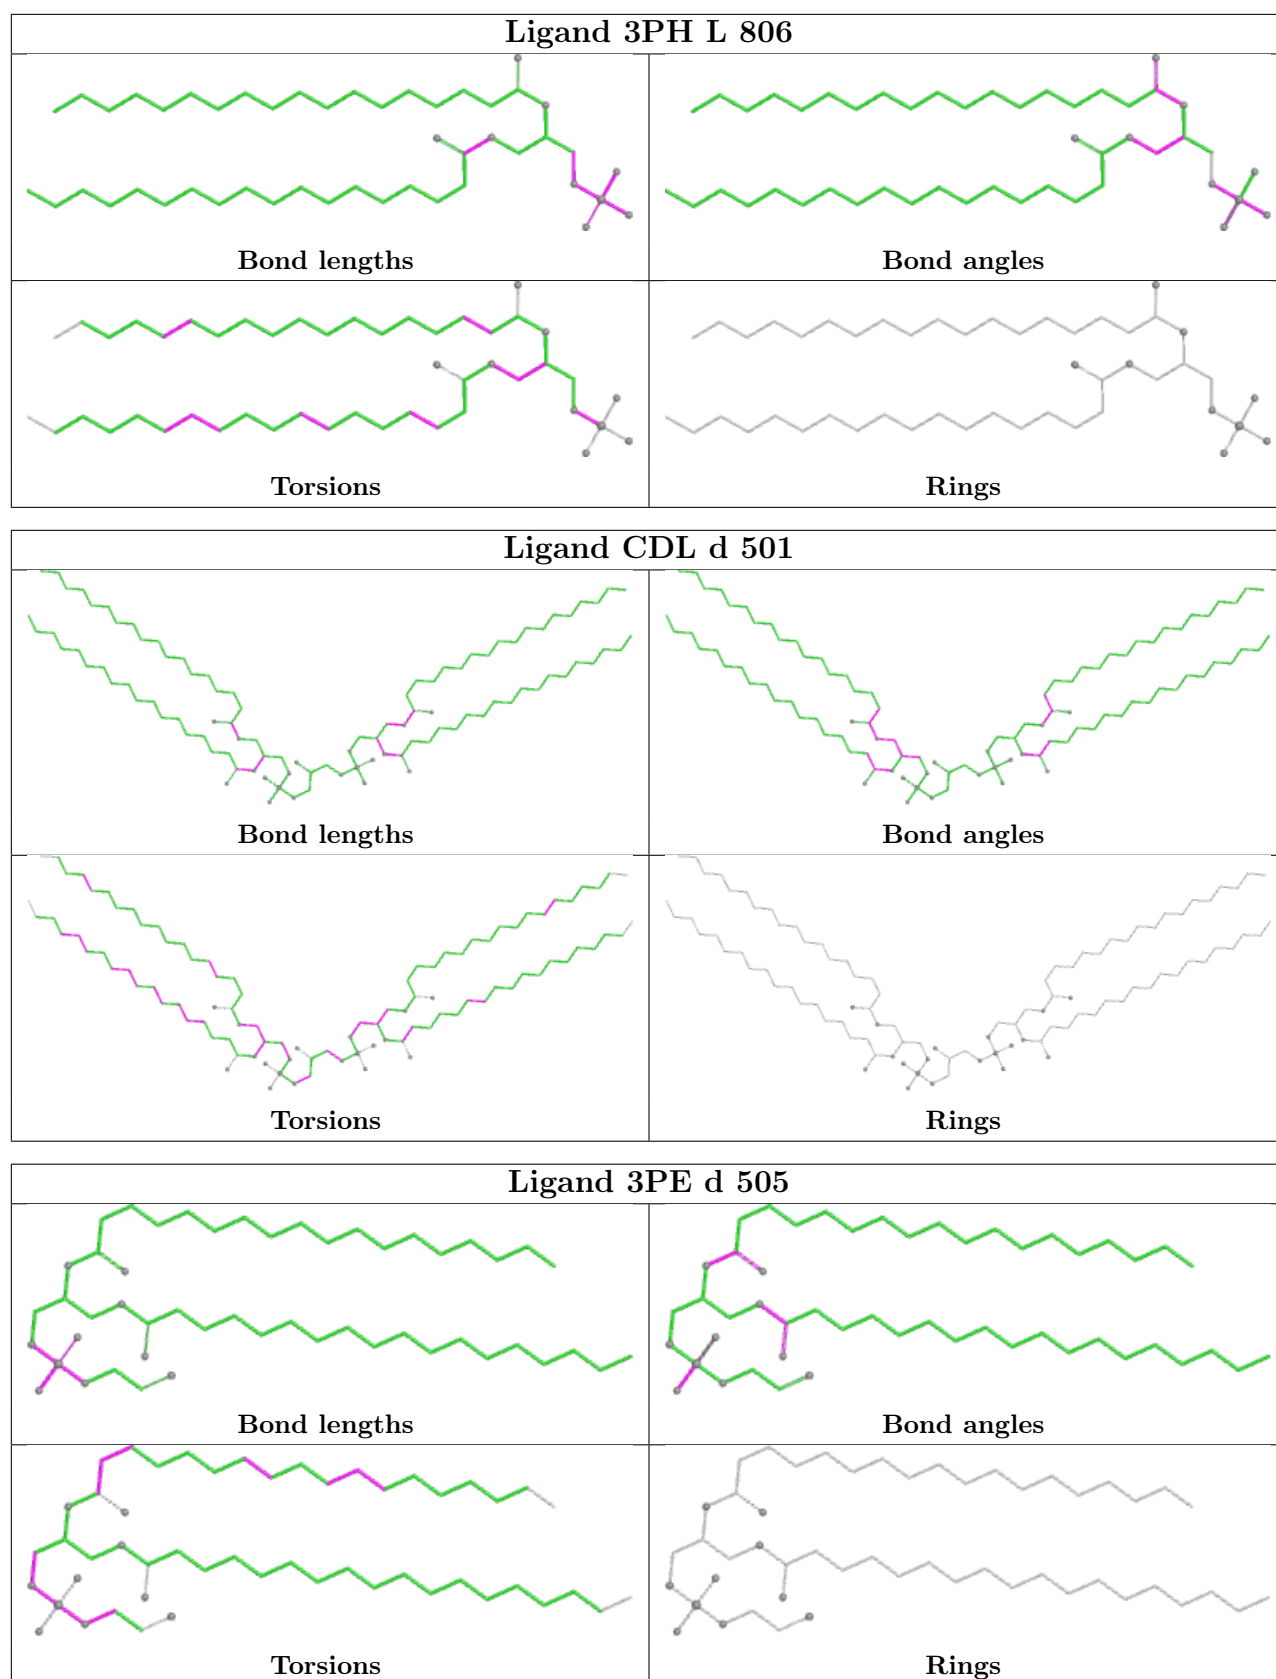 Ligand 3PH L 806
Bond lengths
Bond angles
Torsions
Rings
Ligand CDL d 501
Bond lengths
Bond angles
Torsions
Rings
Ligand 3PE d 505
Bond lengths
Bond angles
Torsions
Rings